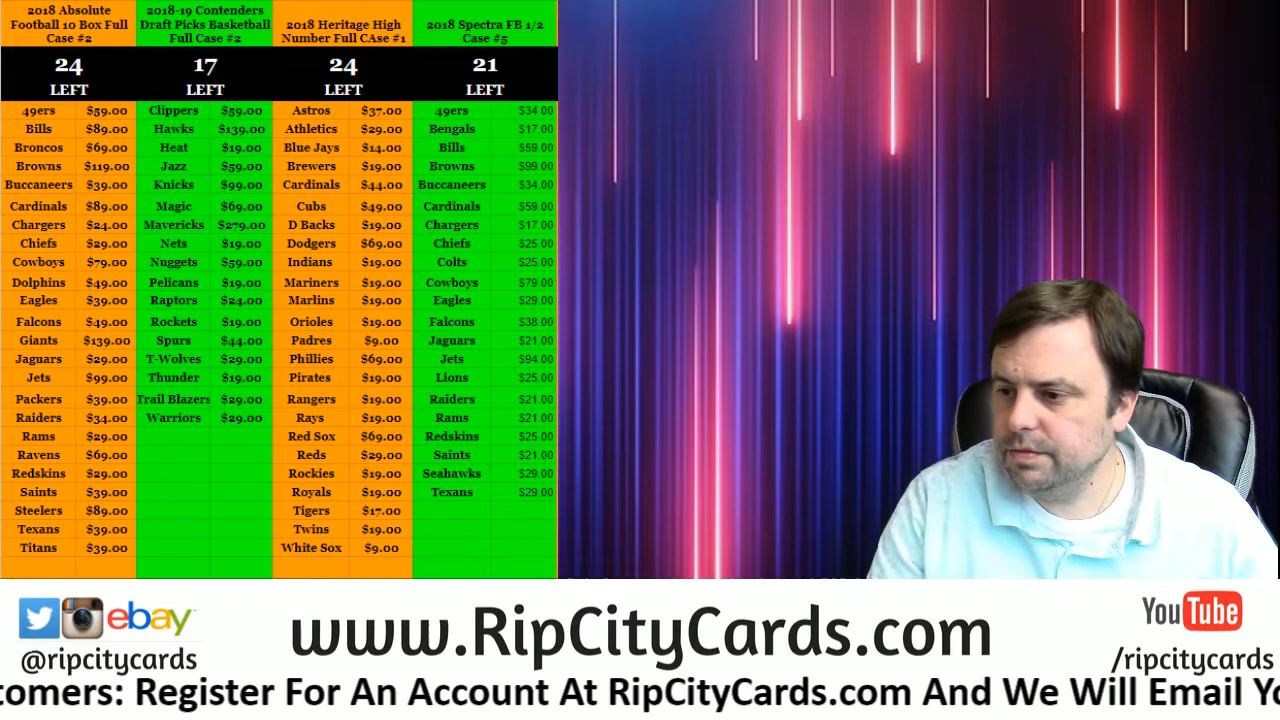 2018 Absolute
Football 10 Box Full
Case #2
24
LEFT
49ers $59.00
Bills $89.00
Broncos $69.00
Browns $119.00
Buccaneers $39.00
Cardinals $89.00
Chargers $24.00
Chiefs $29.00
Cowboys $79.00
Dolphins $49.00
Eagles $39.00
Falcons $49.00
Giants $139.00
Jaguars $29.00
Jets $99.00
Packers $39.00
Raiders $34.00
Rams $29.00
Ravens $69.00
Redskins $29.00
Saints $39.00
Steelers $89.00
Texans $39.00
Titans $39.00
2018-19 Contenders
Draft Picks Basketball
Full Case #2
17
LEFT
Clippers $59.00
Hawks $139.00
Heat $19.00
Jazz $59.00
Knicks $99.00
Magic $69.00
Mavericks $279.00
Nets $19.00
Nuggets $59.00
Pelicans $19.00
Raptors $24.00
Rockets $19.00
Spurs $44.00
T-Wolves $29.00
Thunder $19.00
Trail Blazers $29.00
Warriors $29.00
2018 Heritage High
Number Full CAse #1
24
LEFT
Astros $37.00
Athletics $29.00
Blue Jays $14.00
Brewers $19.00
Cardinals $44.00
Cubs $49.00
D Backs $19.00
Dodgers $69.00
Indians $19.00
Mariners $19.00
Marlins $19.00
Orioles $19.00
Padres $9.00
Phillies $69.00
Pirates $19.00
Rangers $19.00
Rays $19.00
Red Sox $69.00
Reds $29.00
Rockies $19.00
Royals $19.00
Tigers $17.00
Twins $19.00
White Sox $9.00
2018 Spectra FB 1/2
Case #5
21
LEFT
49ers $34.00
Bengals $17.00
Bills $59.00
Browns $99.00
Buccaneers $34.00
Cardinals $59.00
Chargers $17.00
Chiefs $25.00
Colts $25.00
Cowboys $79.00
Eagles $29.00
Falcons $38.00
Jaguars $21.00
Jets $94.00
Lions $25.00
Raiders $21.00
Rams $21.00
Redskins $25.00
Saints $21.00
Seahawks $29.00
Texans $29.00
ebay
@ripcitycards
www.RipCityCards.com
YouTube
/ripcitycards
tomers: Register For An Account At RipCityCards.com And We Will Email Yo